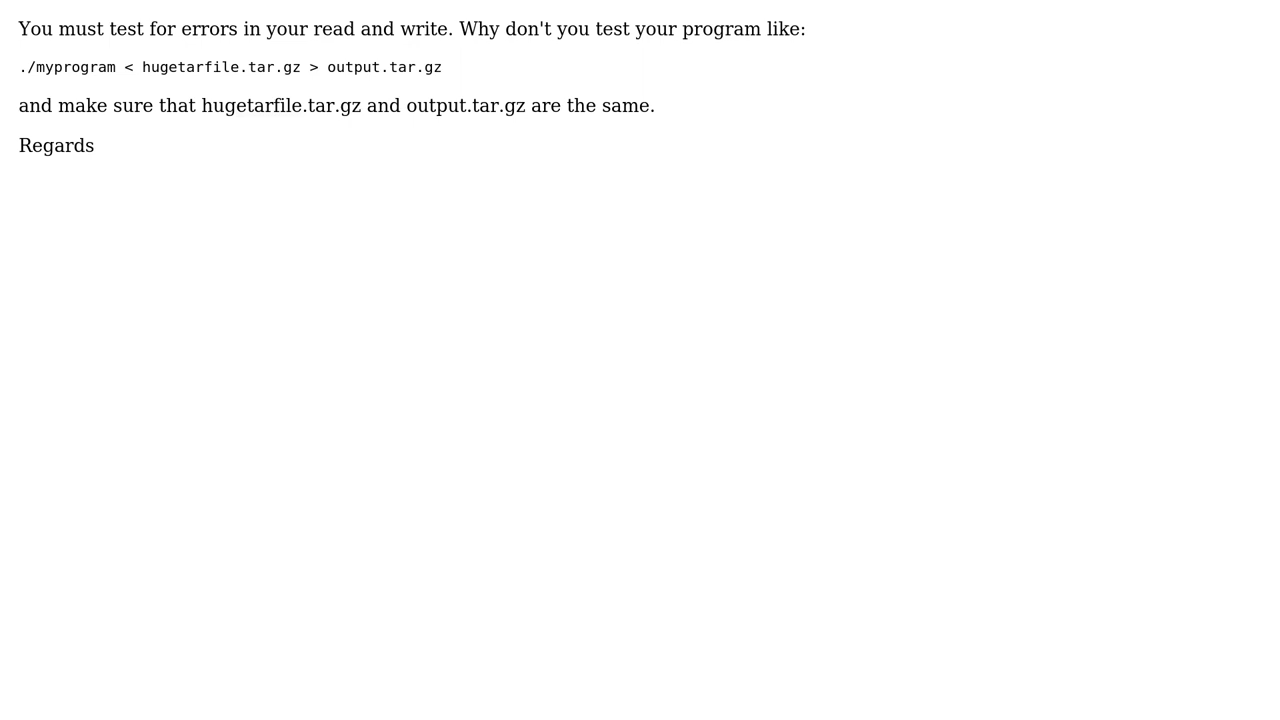 You must test for errors in your read and write. Why don't you test your program like:
./myprogram < hugetarfile.tar.gz > output.tar.gz
and make sure that hugetarfile.tar.gz and output.tar.gz are the same.
Regards